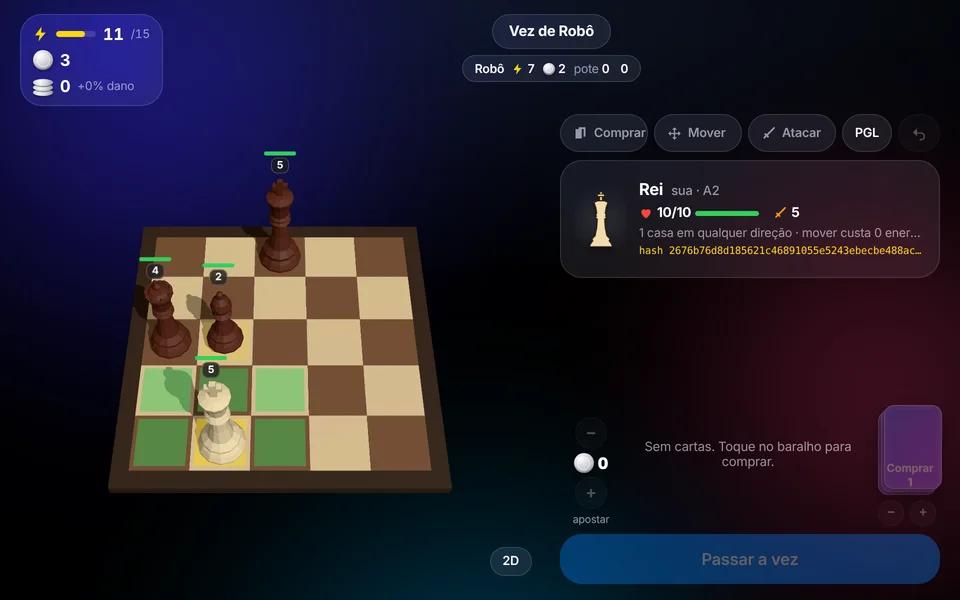 11 /15
3
0 +0% dano
Vez de Robô
Robô 7 2 pote 0 0
Comprar
Mover
Atacar
PGL
Rei sua · A2
10/10 5
1 casa em qualquer direção · mover custa 0 ener…
hash 2676b76d8d185621c46891055e5243ebecbe488ac…
5
4
2
5
−
0
+
apostar
Sem cartas. Toque no baralho para
comprar.
Comprar
1
− +
2D
Passar a vez